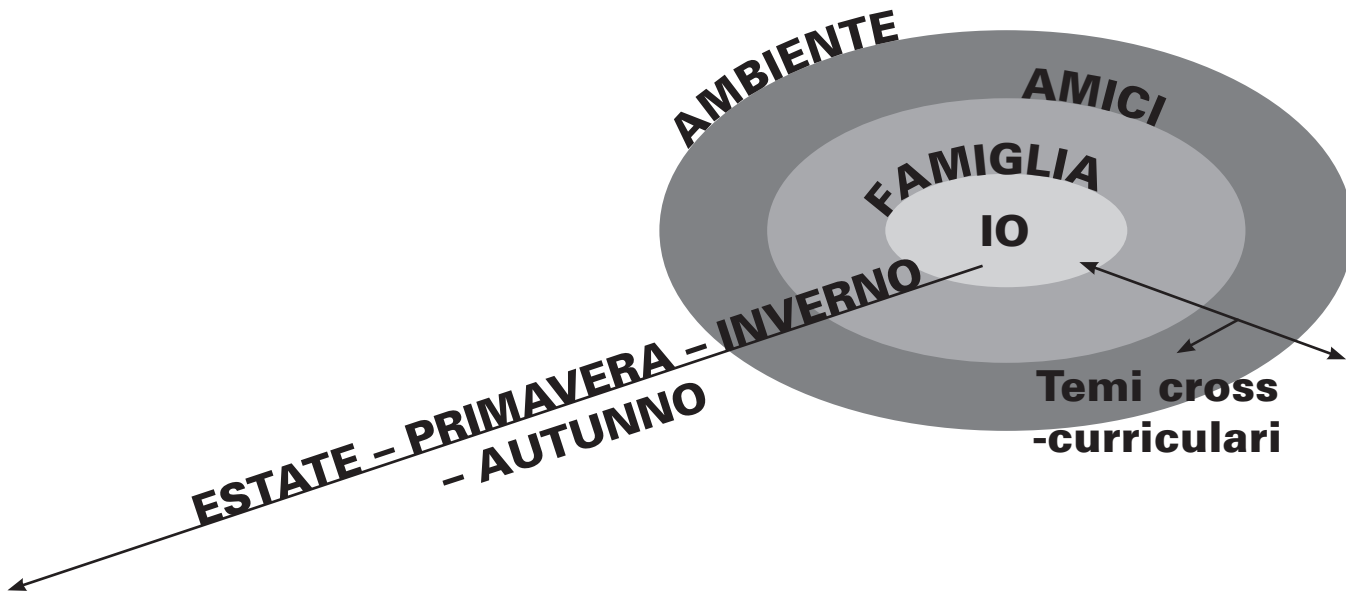 AMBIENTE
AMICI
FAMIGLIA
IO
ESTATE – PRIMAVERA – INVERNO
– AUTUNNO
Temi cross
-curriculari